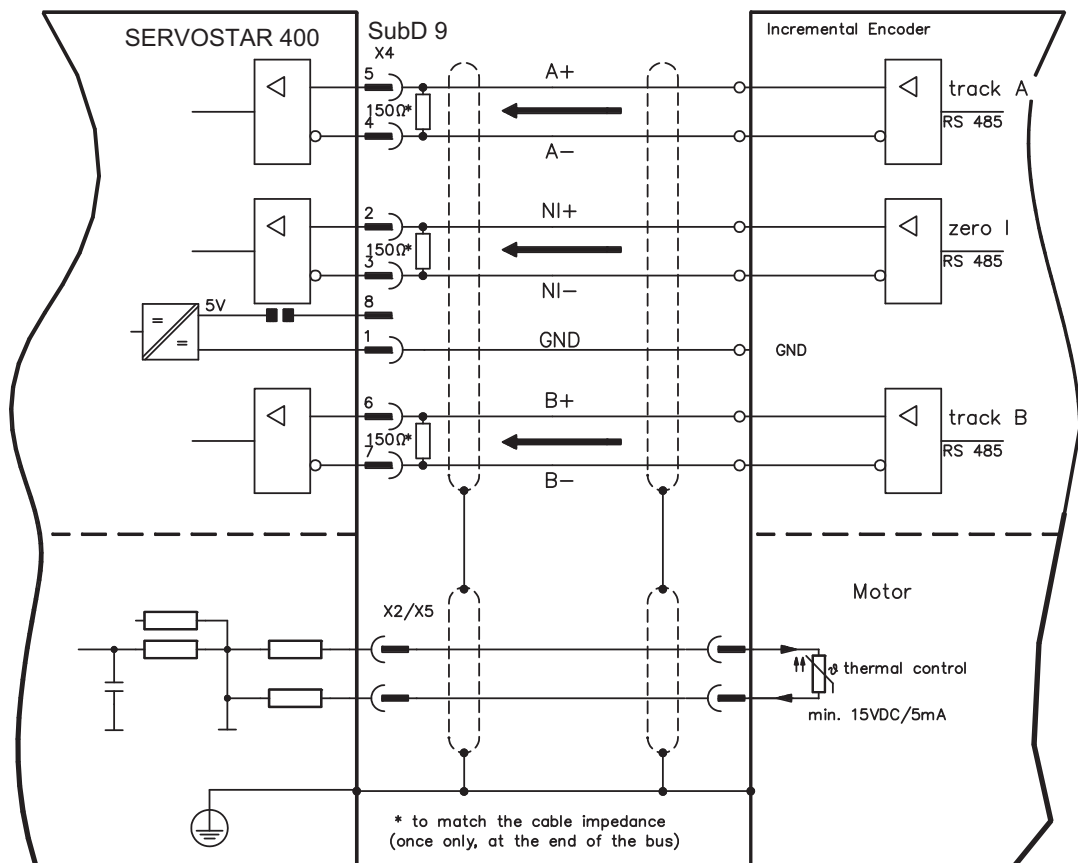 SERVOSTAR 400
SubD 9
X4
Incremental Encoder
5
A+
track A
150Ω*
RS 485
4
A−
2
NI+
zero I
150Ω*
RS 485
3
NI−
5V
8
=
=
1
GND
GND
6
B+
track B
150Ω*
RS 485
7
B−
Motor
X2/X5
ϑ thermal control
min. 15VDC/5mA
* to match the cable impedance
(once only, at the end of the bus)